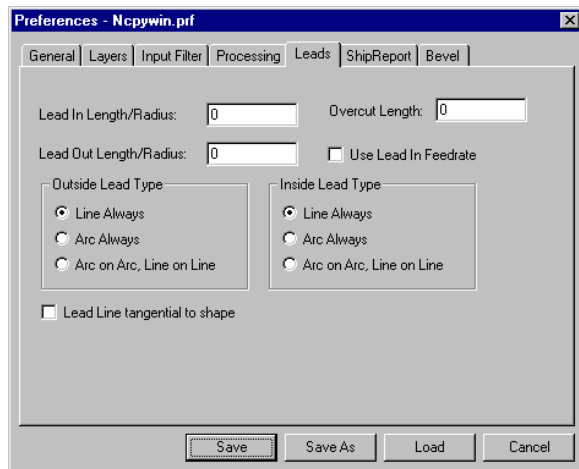 Preferences - Ncpywin.prf
General Layers Input Filter Processing Leads ShipReport Bevel
Lead In Length/Radius: 0 Overcut Length: 0
Lead Out Length/Radius: 0 Use Lead In Feedrate
Outside Lead Type Inside Lead Type
Line Always Line Always
Arc Always Arc Always
Arc on Arc, Line on Line Arc on Arc, Line on Line
Lead Line tangential to shape
Save Save As Load Cancel